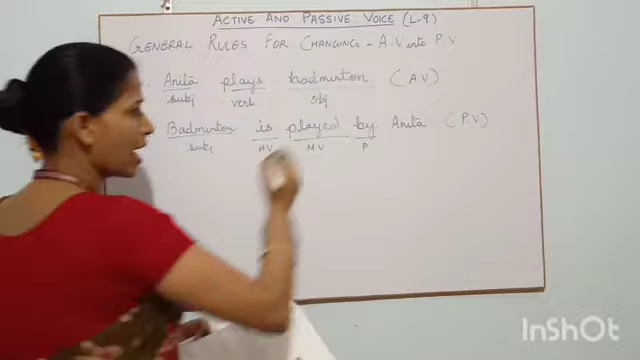 ACTIVE AND PASSIVE VOICE (L-9)
GENERAL RULES FOR CHANGING - A.V into P.V
Anita plays badminton (AV)
subj verb obj
Badminton is played by Anita (P.V)
subj HV MV P
InShOt